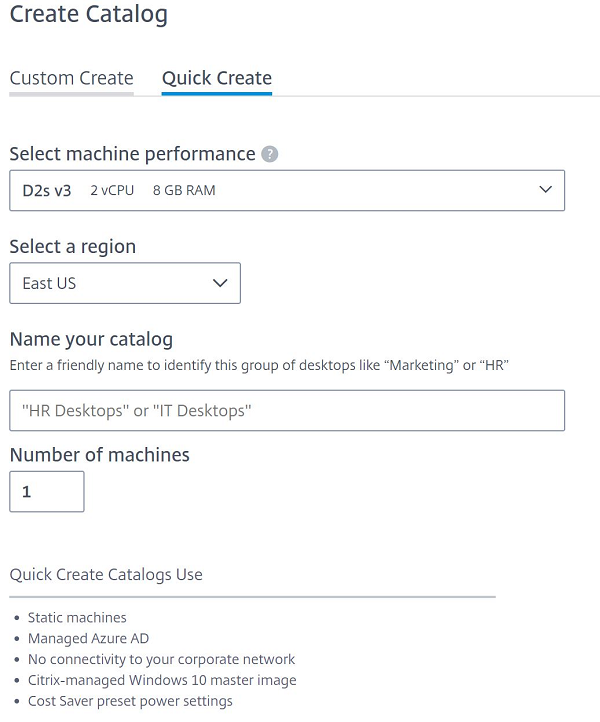 Create Catalog
Custom Create Quick Create
Select machine performance ?
D2s v3 2 vCPU 8 GB RAM
Select a region
East US
Name your catalog
Enter a friendly name to identify this group of desktops like “Marketing” or “HR”
"HR Desktops" or "IT Desktops"
Number of machines
1
Quick Create Catalogs Use
• Static machines
• Managed Azure AD
• No connectivity to your corporate network
• Citrix-managed Windows 10 master image
• Cost Saver preset power settings